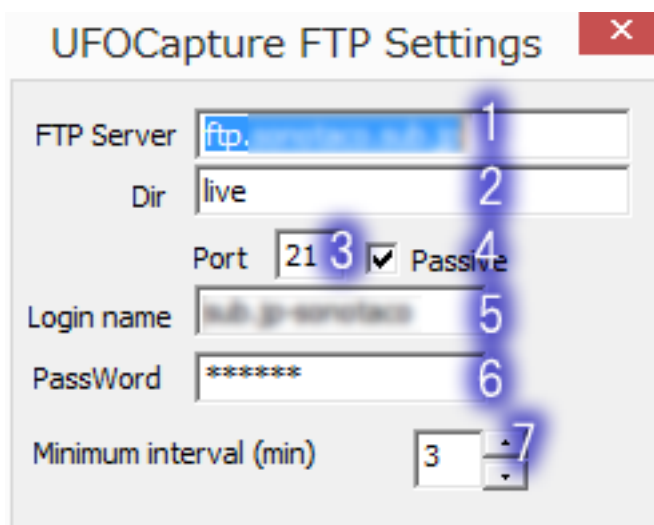 UFOCapture FTP Settings
FTP Server ftp. 1
Dir live 2
Port 21 3 Passive 4
Login name 5
PassWord ****** 6
Minimum interval (min) 3 7